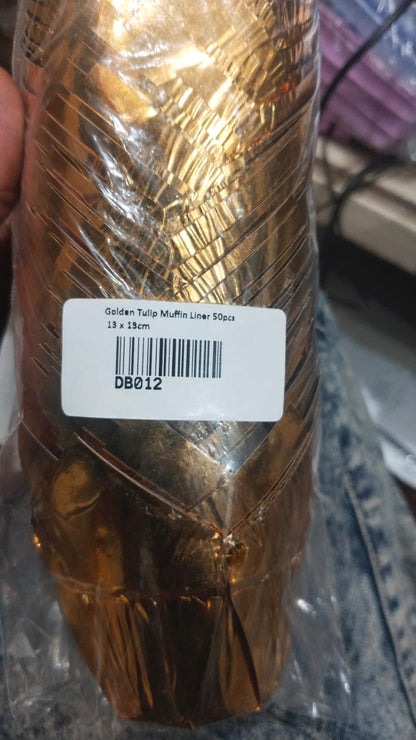 Golden Tulip Muffin Liner 50pcs
13 x 13cm
DB012